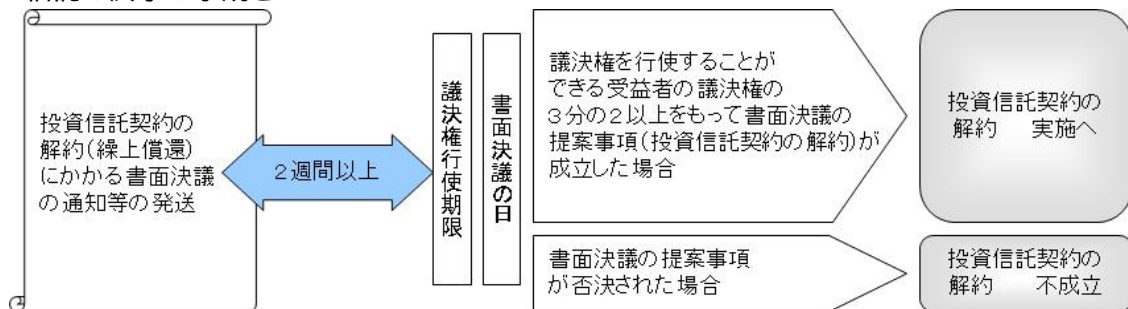 投資信託契約の
解約(繰上償還)
にかかる書面決議
の通知等の発送
2週間以上
議決権行使期限
書面決議の日
議決権を行使することが
できる受益者の議決権の
3分の2以上をもって書面決議の
提案事項(投資信託契約の解約)が
成立した場合
投資信託契約の
解約 実施へ
書面決議の提案事項
が否決された場合
投資信託契約の
解約 不成立